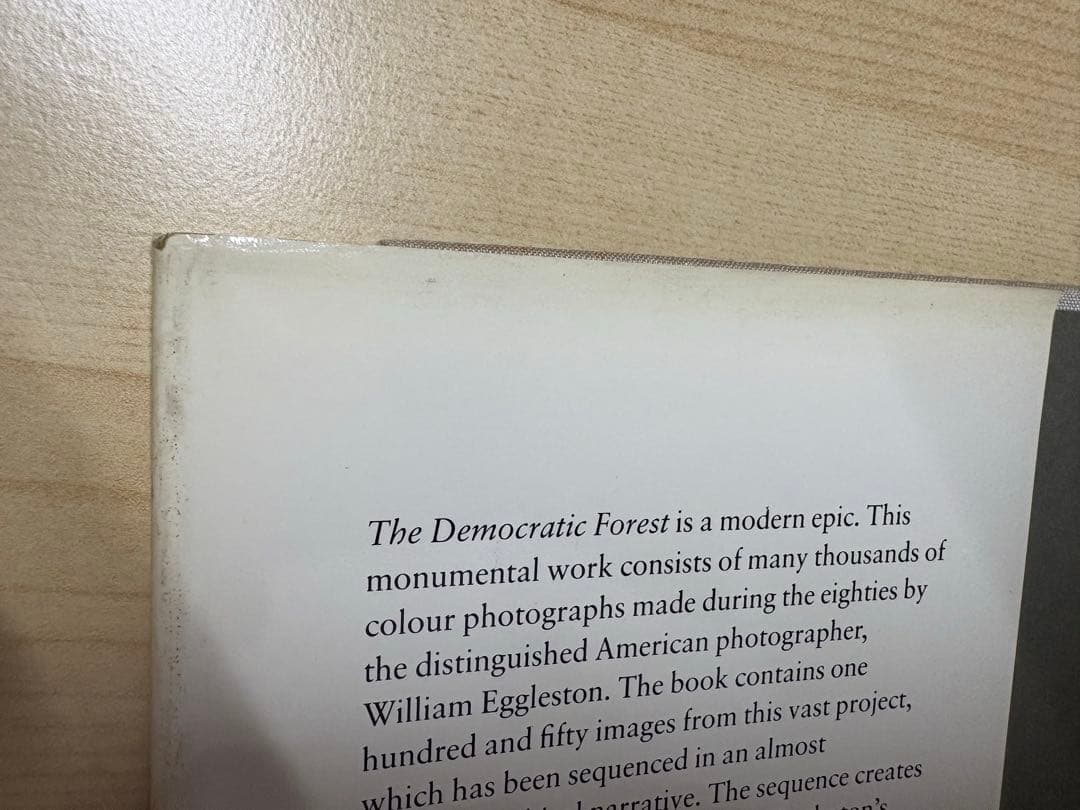 The Democratic Forest is a modern epic. This
monumental work consists of many thousands of
colour photographs made during the eighties by
the distinguished American photographer,
William Eggleston. The book contains one
hundred and fifty images from this vast project,
which has been sequenced in an almost
narrative. The sequence creates